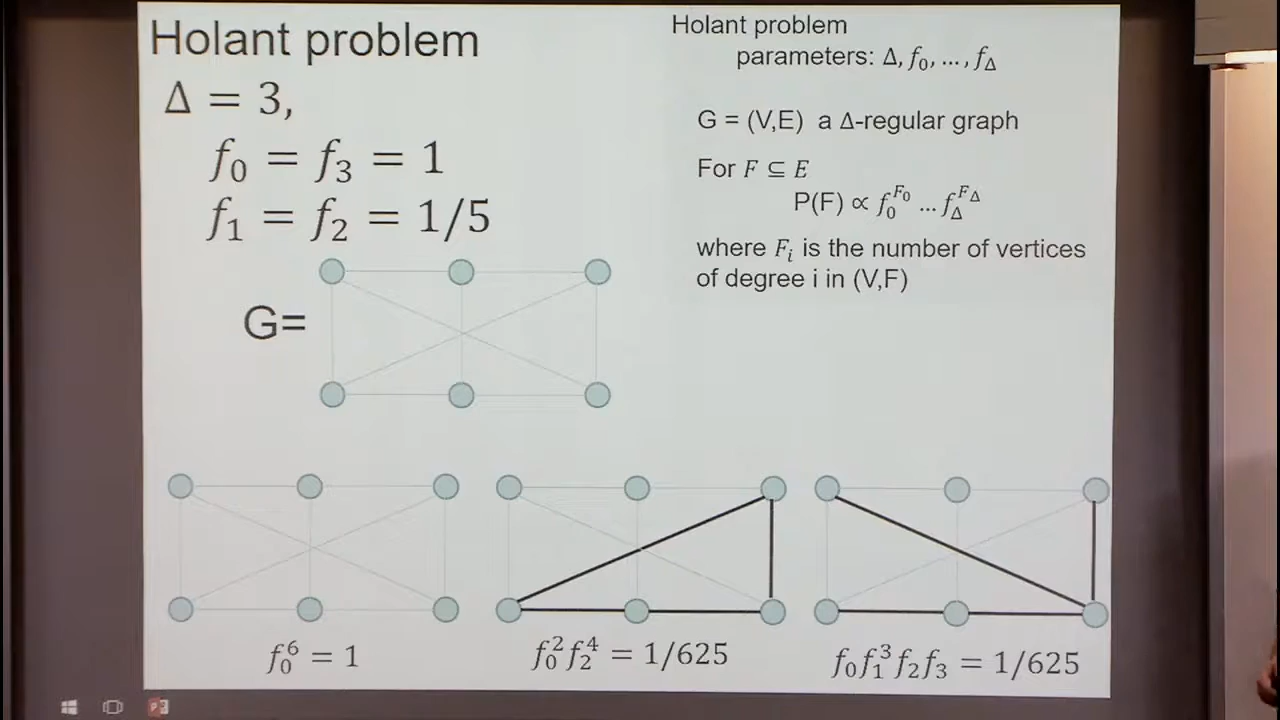 Holant problem
Δ = 3,
f₀ = f₃ = 1
f₁ = f₂ = 1/5
G=
Holant problem
parameters: Δ, f₀, …, f_Δ
G = (V,E) a Δ-regular graph
For F ⊆ E
P(F) ∝ f₀^{F₀} … f_Δ^{F_Δ}
where Fᵢ is the number of vertices
of degree i in (V,F)
f₀⁶ = 1
f₀²f₂⁴ = 1/625
f₀f₁³f₂f₃ = 1/625